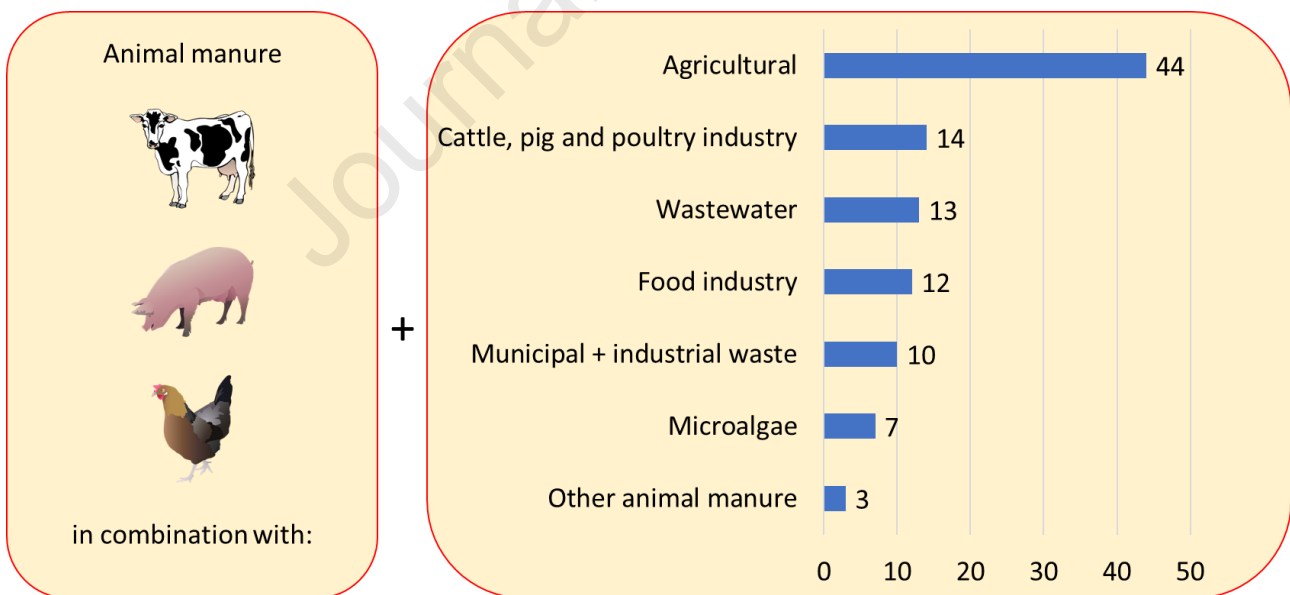 Animal manure
in combination with:
+
Journa
Agricultural 44
Cattle, pig and poultry industry 14
Wastewater 13
Food industry 12
Municipal + industrial waste 10
Microalgae 7
Other animal manure 3
0 10 20 30 40 50